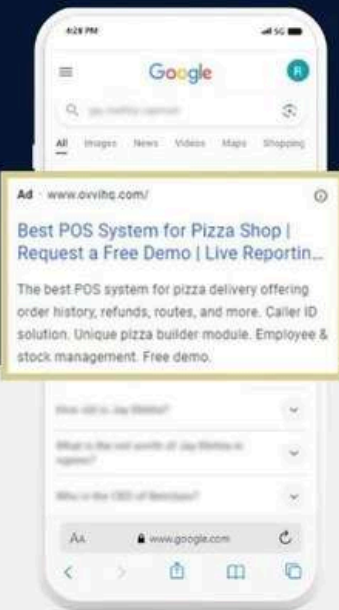 4:28 PM
5G
Google
R
All Images News Videos Maps Shopping
Ad · www.ovvihq.com/
Best POS System for Pizza Shop |
Request a Free Demo | Live Reportin...
The best POS system for pizza delivery offering
order history, refunds, routes, and more. Caller ID
solution. Unique pizza builder module. Employee &
stock management. Free demo.
AA www.google.com